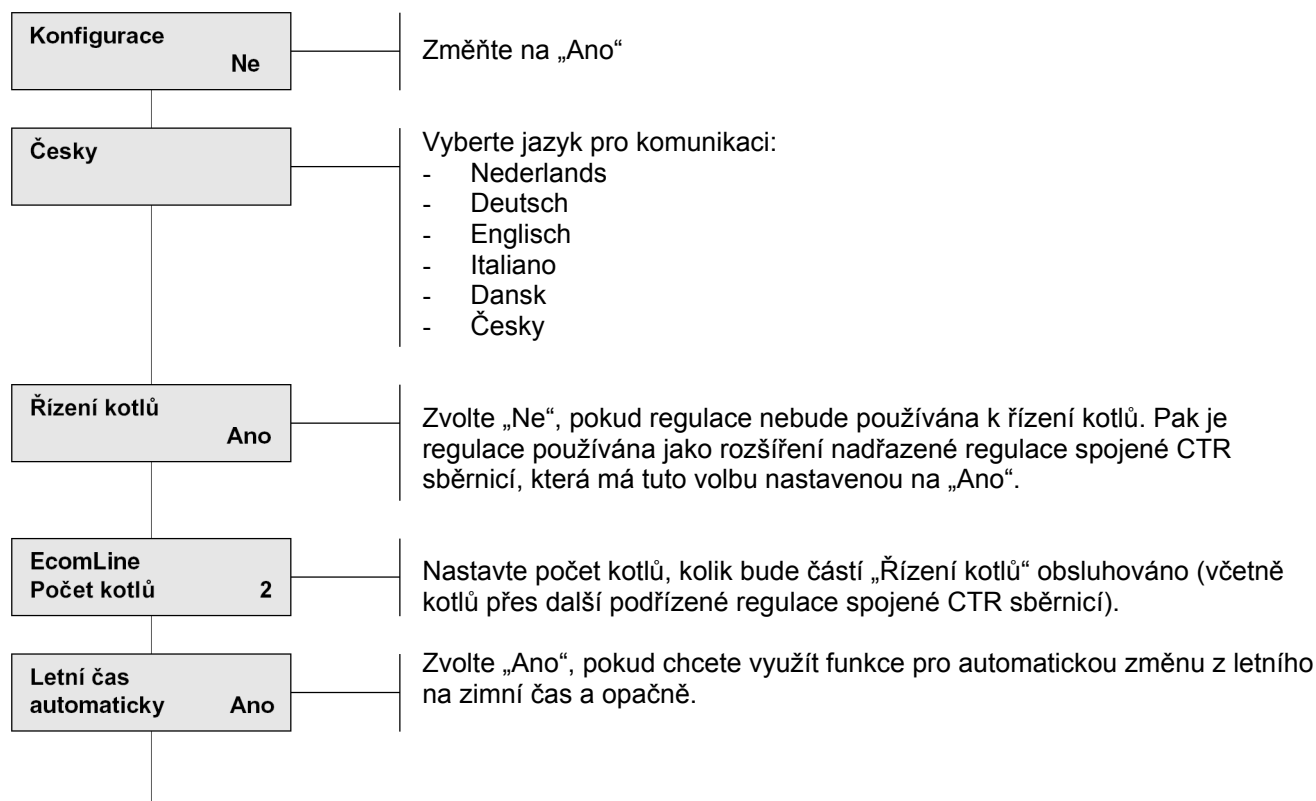 Konfigurace
Ne
Změňte na „Ano“
Česky
Vyberte jazyk pro komunikaci:
- Nederlands
- Deutsch
- Englisch
- Italiano
- Dansk
- Česky
Řízení kotlů
Ano
Zvolte „Ne“, pokud regulace nebude používána k řízení kotlů. Pak je
regulace používána jako rozšíření nadřazené regulace spojené CTR
sběrnicí, která má tuto volbu nastavenou na „Ano“.
EcomLine
Počet kotlů 2
Nastavte počet kotlů, kolik bude částí „Řízení kotlů“ obsluhováno (včetně
kotlů přes další podřízené regulace spojené CTR sběrnicí).
Letní čas
automaticky Ano
Zvolte „Ano“, pokud chcete využít funkce pro automatickou změnu z letního
na zimní čas a opačně.